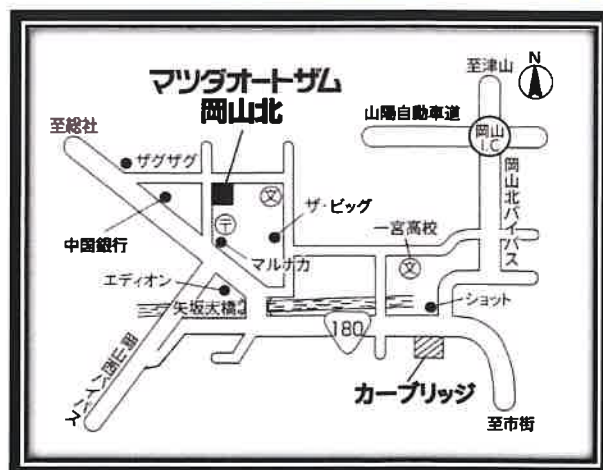 N
至津山
マツダオートザム
岡山北
至総社
山陽自動車道
岡山
I.C
ザグザグ
文
岡山北バイパス
ザ・ビッグ
一宮高校
〒
中国銀行
マルナカ
文
エディオン
ショット
矢坂大橋
180
岡山西バイパス
カーブリッジ
至市街